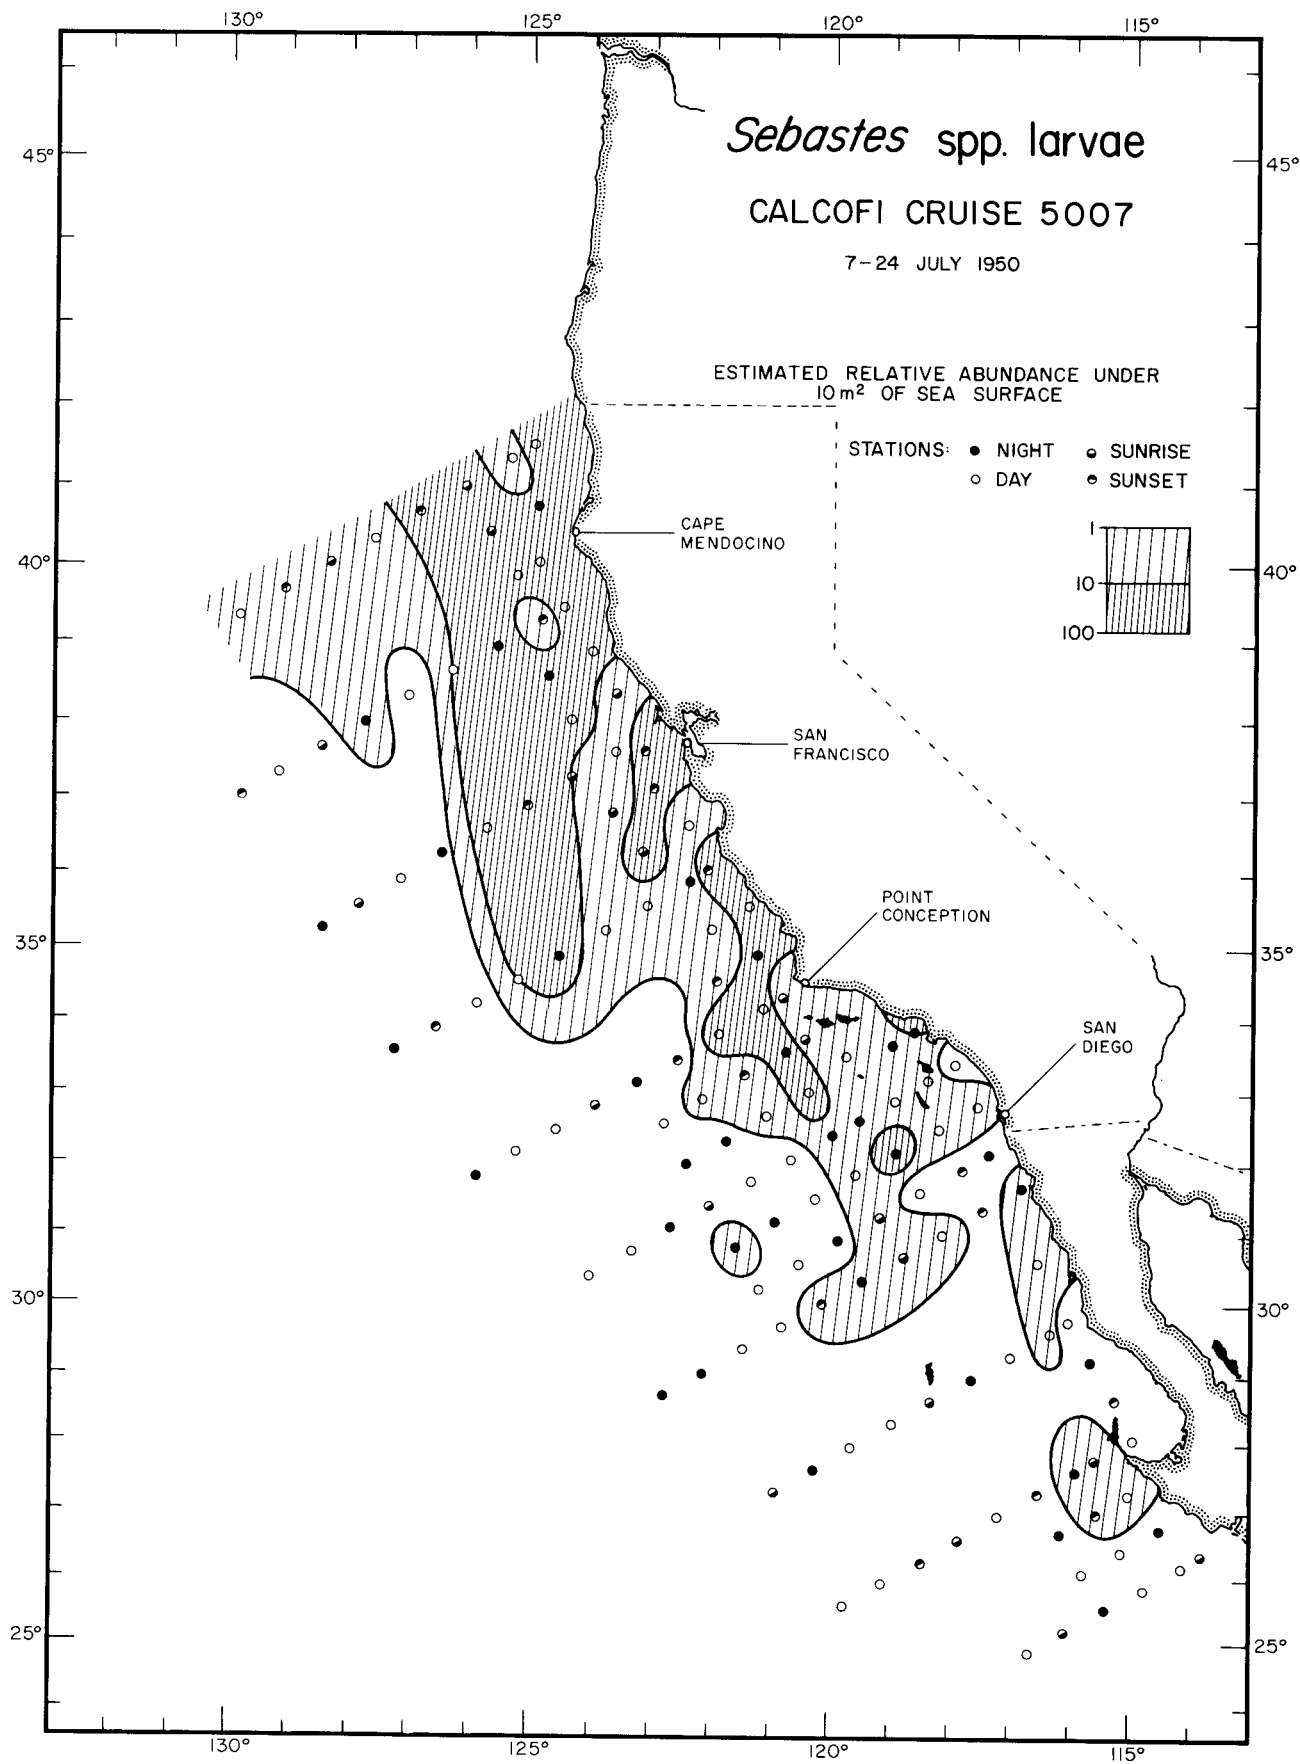 130° 125° 120° 115°
45° 45°
Sebastes spp. larvae
CALCOFI CRUISE 5007
7–24 JULY 1950
ESTIMATED RELATIVE ABUNDANCE UNDER
10 m² OF SEA SURFACE
STATIONS: ● NIGHT ◒ SUNRISE
○ DAY ◓ SUNSET
1
10
100
CAPE
MENDOCINO
40° 40°
SAN
FRANCISCO
POINT
CONCEPTION
35° 35°
SAN
DIEGO
30° 30°
25° 25°
130° 125° 120° 115°